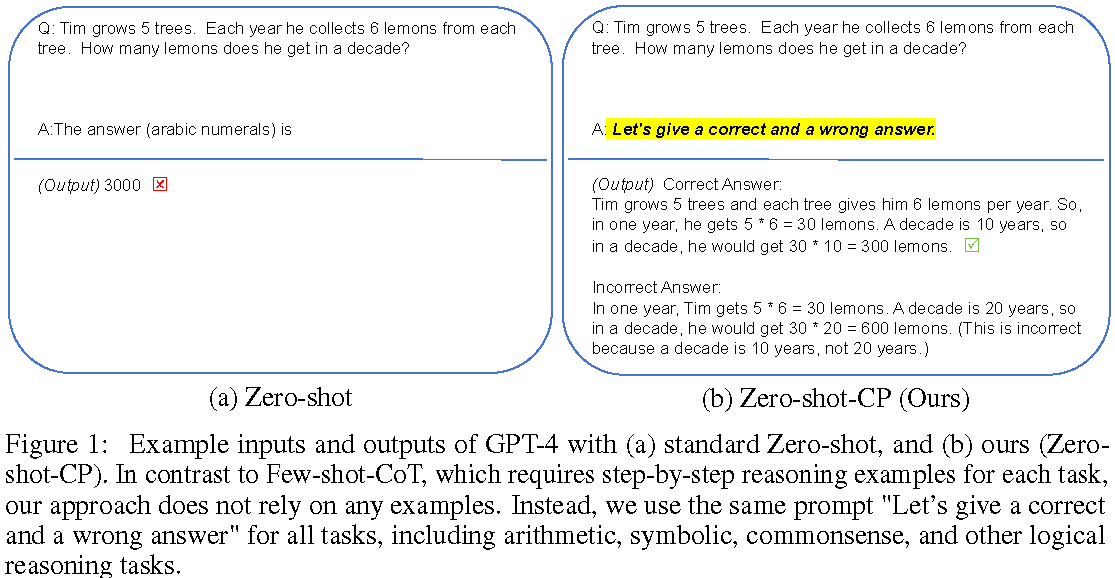 Q: Tim grows 5 trees. Each year he collects 6 lemons from each
tree. How many lemons does he get in a decade?
A:The answer (arabic numerals) is
(Output) 3000
(a) Zero-shot
Q: Tim grows 5 trees. Each year he collects 6 lemons from each
tree. How many lemons does he get in a decade?
A: Let's give a correct and a wrong answer.
(Output) Correct Answer:
Tim grows 5 trees and each tree gives him 6 lemons per year. So,
in one year, he gets 5 * 6 = 30 lemons. A decade is 10 years, so
in a decade, he would get 30 * 10 = 300 lemons.
Incorrect Answer:
In one year, Tim gets 5 * 6 = 30 lemons. A decade is 20 years, so
in a decade, he would get 30 * 20 = 600 lemons. (This is incorrect
because a decade is 10 years, not 20 years.)
(b) Zero-shot-CP (Ours)
Figure 1: Example inputs and outputs of GPT-4 with (a) standard Zero-shot, and (b) ours (Zero-
shot-CP). In contrast to Few-shot-CoT, which requires step-by-step reasoning examples for each task,
our approach does not rely on any examples. Instead, we use the same prompt "Let’s give a correct
and a wrong answer" for all tasks, including arithmetic, symbolic, commonsense, and other logical
reasoning tasks.